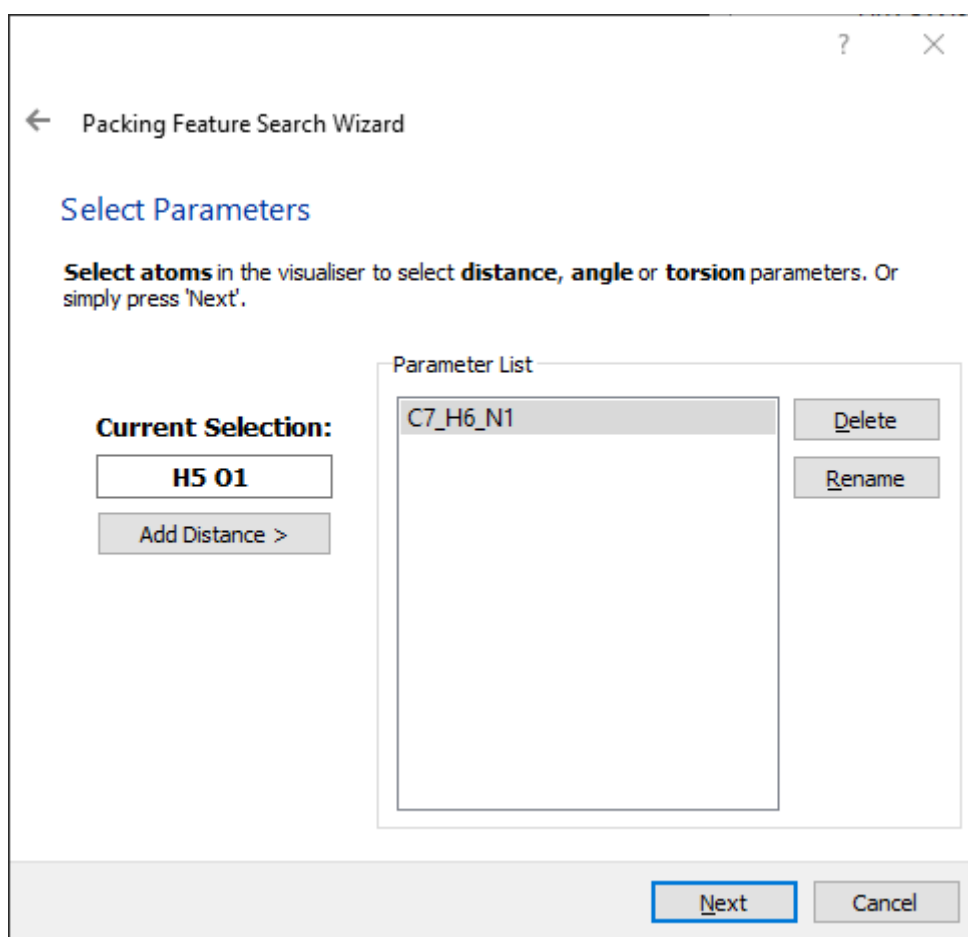 ?
Packing Feature Search Wizard
Select Parameters
Select atoms in the visualiser to select distance, angle or torsion parameters. Or
simply press 'Next'.
Parameter List
Current Selection:
H5 O1
Add Distance >
C7_H6_N1
Delete
Rename
Next
Cancel